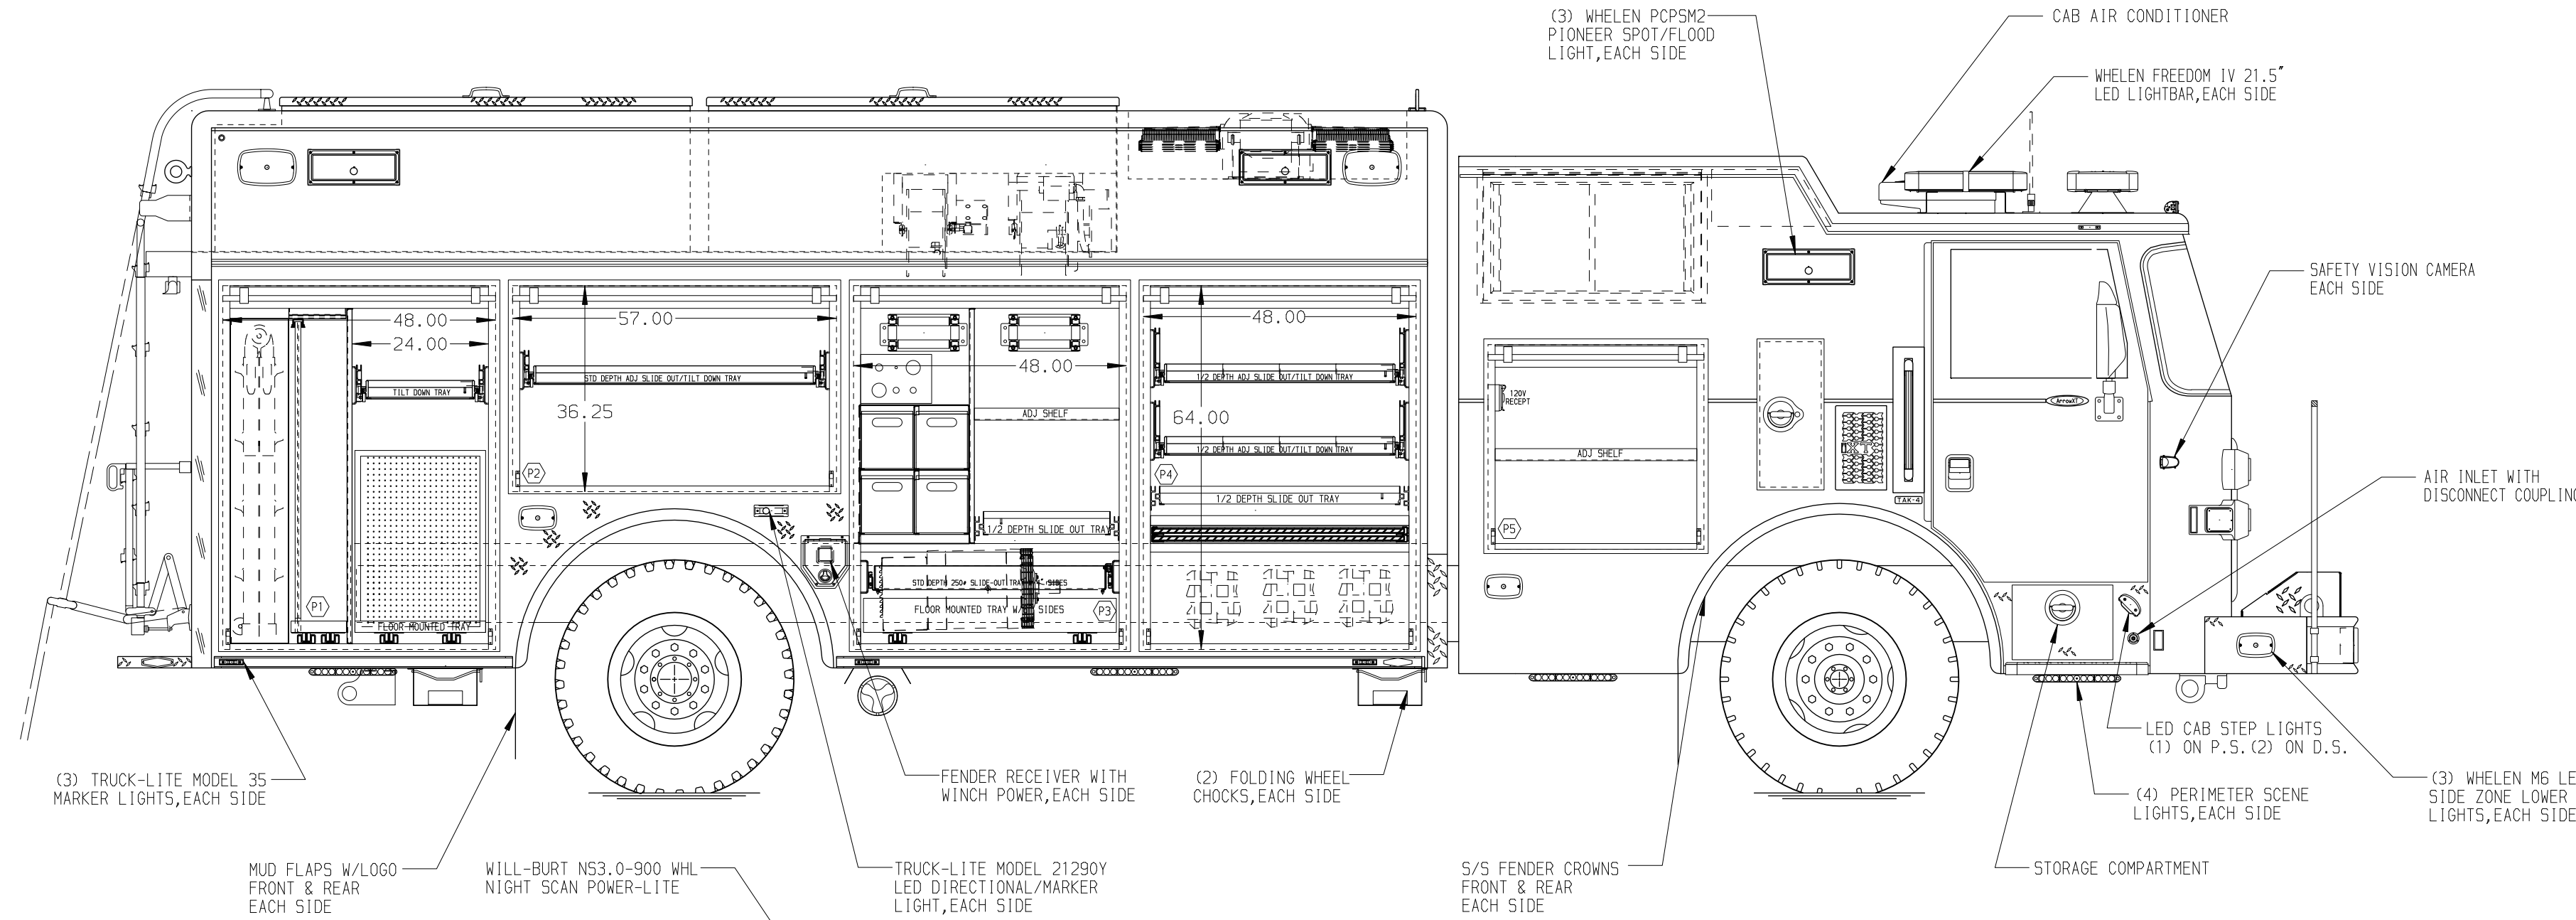 (3) WHELEN PCPSM2
PIONEER SPOT/FLOOD
LIGHT,EACH SIDE
CAB AIR CONDITIONER
WHELEN FREEDOM IV 21.5"
LED LIGHTBAR,EACH SIDE
SAFETY VISION CAMERA
EACH SIDE
AIR INLET WITH
DISCONNECT COUPLING
48.00
24.00
TILT DOWN TRAY
P1
FLOOR MOUNTED TRAY
57.00
STD DEPTH ADJ SLIDE OUT/TILT DOWN TRAY
36.25
P2
48.00
ADJ SHELF
1/2 DEPTH SLIDE OUT TRAY
STD DEPTH 250# SLIDE-OUT TRAY SIDES
FLOOR MOUNTED TRAY W/ SIDES
P3
48.00
1/2 DEPTH ADJ SLIDE OUT/TILT DOWN TRAY
64.00
1/2 DEPTH ADJ SLIDE OUT/TILT DOWN TRAY
P4
1/2 DEPTH SLIDE OUT TRAY
120V
RECEPT
ADJ SHELF
P5
XT
TAK-4
ArrowXT
(3) TRUCK-LITE MODEL 35
MARKER LIGHTS,EACH SIDE
MUD FLAPS W/LOGO
FRONT & REAR
EACH SIDE
WILL-BURT NS3.0-900 WHL
NIGHT SCAN POWER-LITE
FENDER RECEIVER WITH
WINCH POWER,EACH SIDE
TRUCK-LITE MODEL 21290Y
LED DIRECTIONAL/MARKER
LIGHT,EACH SIDE
(2) FOLDING WHEEL
CHOCKS,EACH SIDE
S/S FENDER CROWNS
FRONT & REAR
EACH SIDE
LED CAB STEP LIGHTS
(1) ON P.S.(2) ON D.S.
(4) PERIMETER SCENE
LIGHTS,EACH SIDE
STORAGE COMPARTMENT
(3) WHELEN M6 LE
SIDE ZONE LOWER
LIGHTS,EACH SIDE